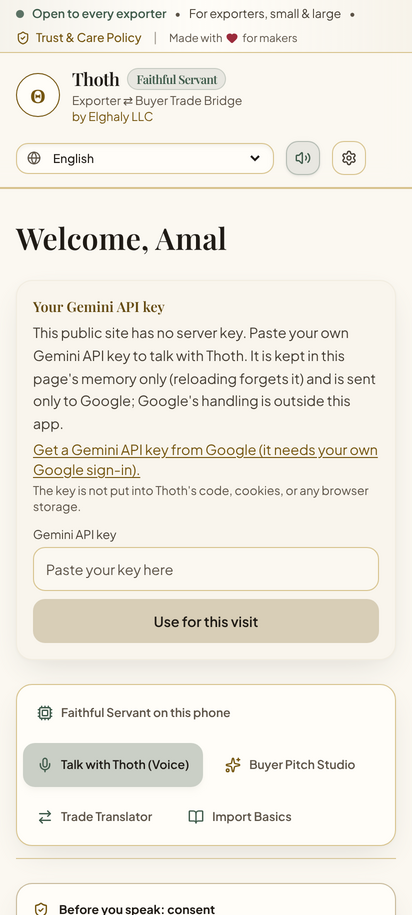 Open to every exporter • For exporters, small & large •
Trust & Care Policy | Made with ❤ for makers
Thoth Faithful Servant
Exporter ⇄ Buyer Trade Bridge
by Elghaly LLC
English
Welcome, Amal
Your Gemini API key
This public site has no server key. Paste your own
Gemini API key to talk with Thoth. It is kept in this
page's memory only (reloading forgets it) and is sent
only to Google; Google's handling is outside this
app.
Get a Gemini API key from Google (it needs your own
Google sign-in).
The key is not put into Thoth's code, cookies, or any browser
storage.
Gemini API key
Paste your key here
Use for this visit
Faithful Servant on this phone
Talk with Thoth (Voice) Buyer Pitch Studio
Trade Translator Import Basics
Before you speak: consent